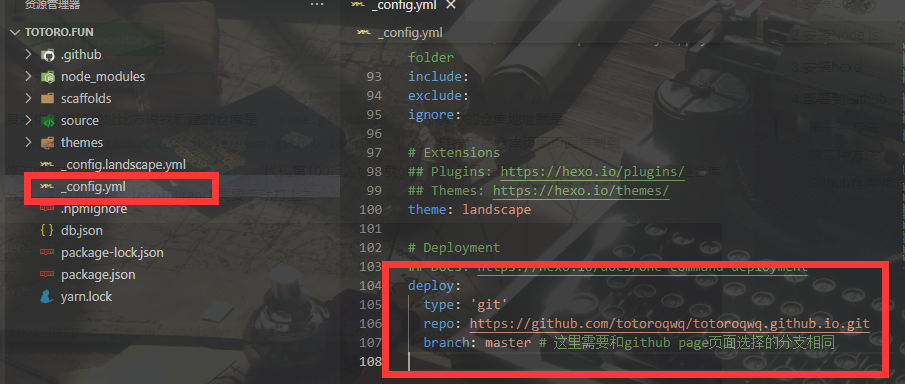 资源管理器
···
_config.yml
TOTORO.FUN
_config.yml
.github
node_modules
scaffolds
source
themes
_config.landscape.yml
_config.yml
.npmignore
db.json
package-lock.json
package.json
yarn.lock
folder
93 include:
94 exclude:
95 ignore:
96
97 # Extensions
98 ## Plugins: https://hexo.io/plugins/
99 ## Themes: https://hexo.io/themes/
100 theme: landscape
101
102 # Deployment
103 ## Docs: https://hexo.io/docs/one-command-deployment
104 deploy:
105 type: 'git'
106 repo: https://github.com/totoroqwq/totoroqwq.github.io.git
107 branch: master # 这里需要和github page页面选择的分支相同
108